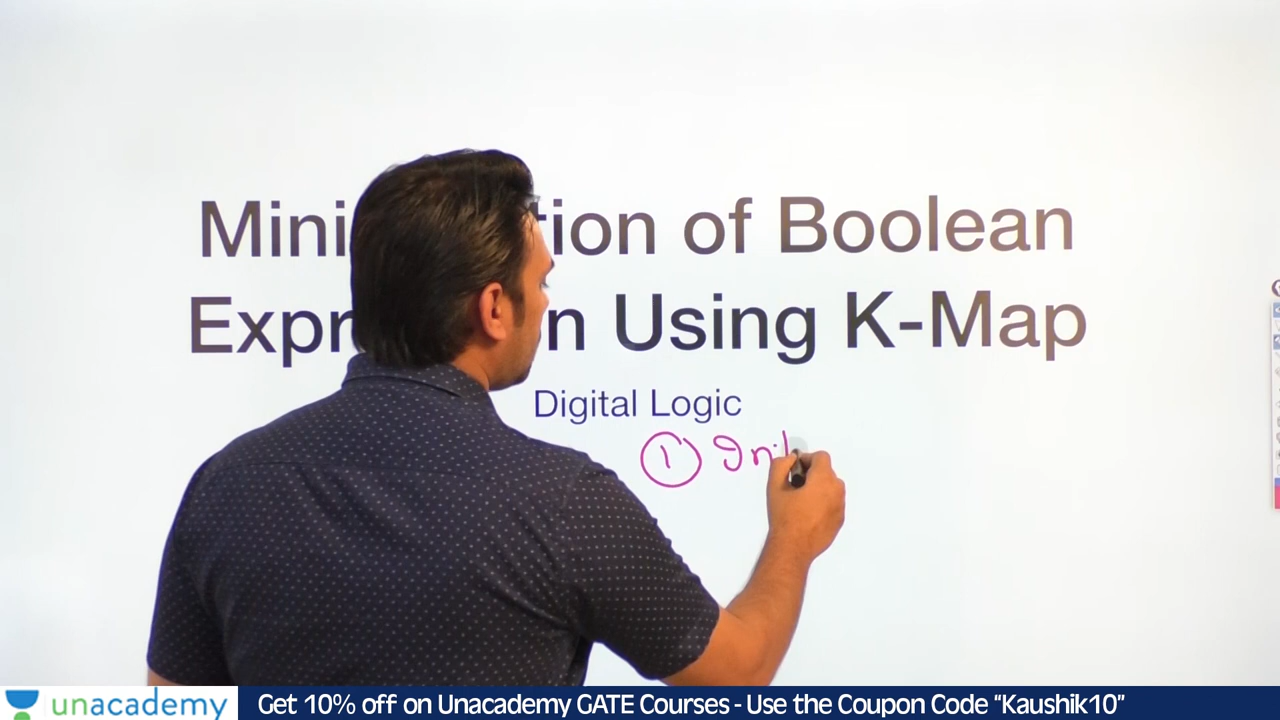 Mini tion of Boolean
Expr n Using K-Map
Digital Logic
① Init
unacademy Get 10% off on Unacademy GATE Courses - Use the Coupon Code “Kaushik10”